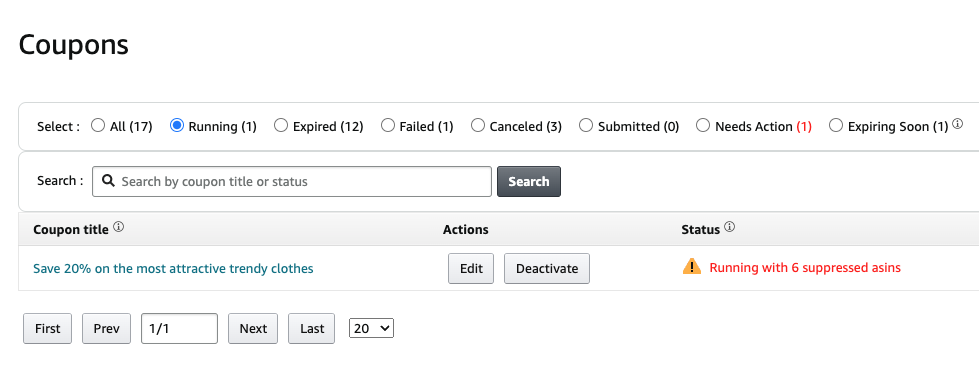 Coupons
Select : All (17) Running (1) Expired (12) Failed (1) Canceled (3) Submitted (0) Needs Action (1) Expiring Soon (1)
Search : Search by coupon title or status Search
Coupon title Actions Status
Save 20% on the most attractive trendy clothes Edit Deactivate Running with 6 suppressed asins
First Prev 1/1 Next Last 20